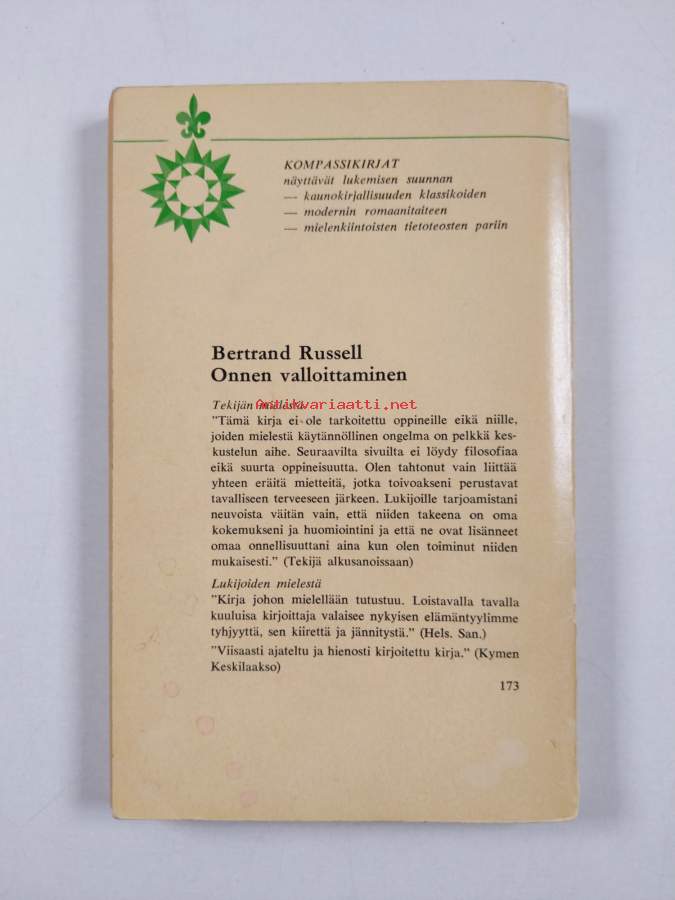 KOMPASSIKIRJAT
näyttävät lukemisen suunnan
— kaunokirjallisuuden klassikoiden
— modernin romaanitaiteen
— mielenkiintoisten tietoteosten pariin
Bertrand Russell
Onnen valloittaminen
Antikvariaatti.net
Tekijän mielestä
"Tämä kirja ei ole tarkoitettu oppineille eikä niille,
joiden mielestä käytännöllinen ongelma on pelkkä kes-
kustelun aihe. Seuraavilta sivuilta ei löydy filosofiaa
eikä suurta oppineisuutta. Olen tahtonut vain liittää
yhteen eräitä mietteitä, jotka toivoakseni perustavat
tavalliseen terveeseen järkeen. Lukijoille tarjoamistani
neuvoista väitän vain, että niiden takeena on oma
kokemukseni ja huomiointini ja että ne ovat lisänneet
omaa onnellisuuttani aina kun olen toiminut niiden
mukaisesti." (Tekijä alkusanoissaan)
Lukijoiden mielestä
"Kirja johon mielellään tutustuu. Loistavalla tavalla
kuuluisa kirjoittaja valaisee nykyisen elämäntyylimme
tyhjyyttä, sen kiirettä ja jännitystä." (Hels. San.)
"Viisaasti ajateltu ja hienosti kirjoitettu kirja." (Kymen
Keskilaakso)
173